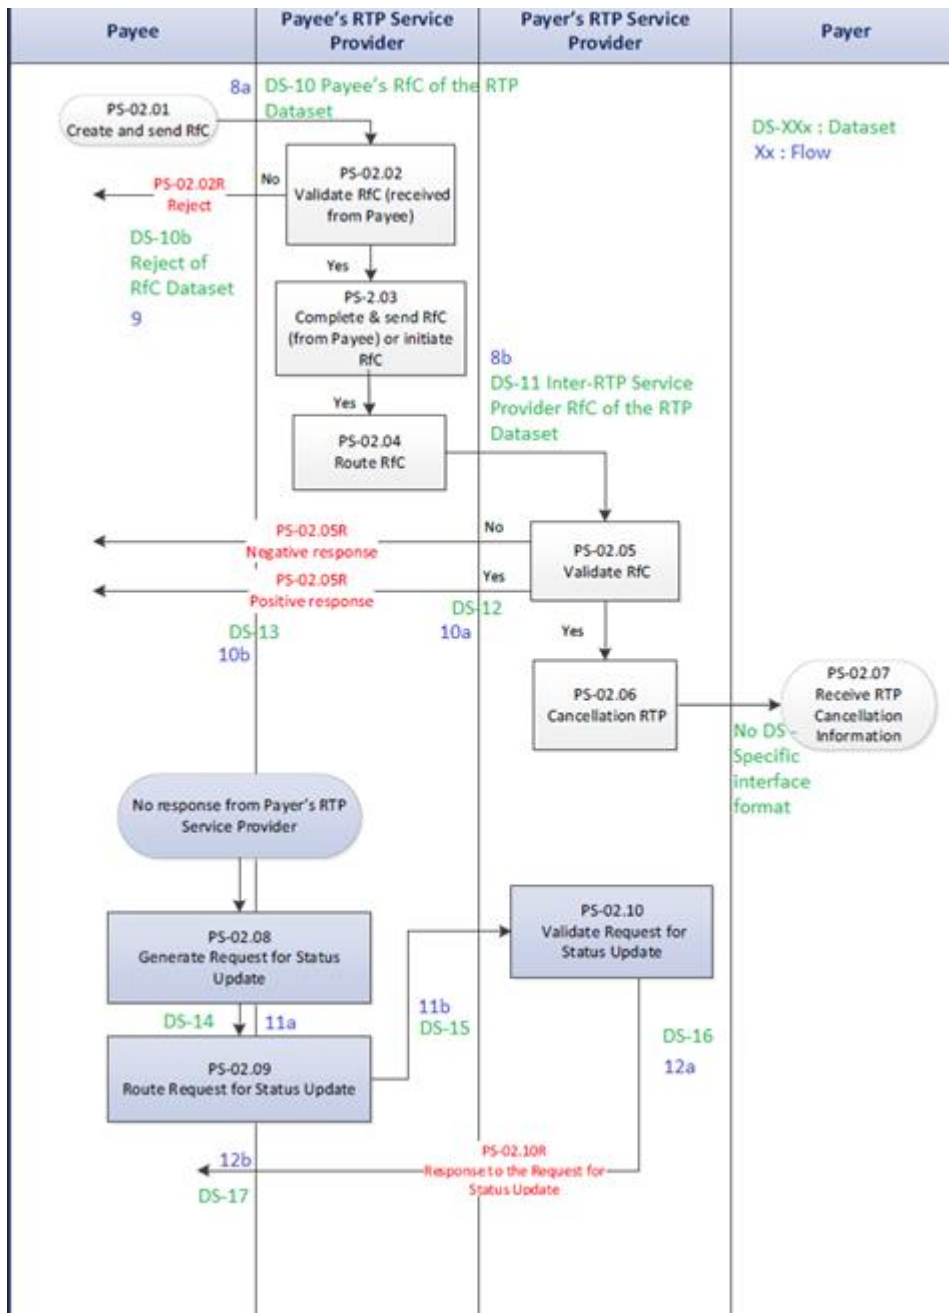 Payee
Payee's RTP Service
Provider
Payer's RTP Service
Provider
Payer
8a
DS-10 Payee's RfC of the RTP
Dataset
PS-02.01
Create and send RfC
DS-XXx : Dataset
Xx : Flow
PS-02.02
Validate RfC (received
from Payee)
No
PS-02.02R
Reject
DS-10b
Reject of
RfC Dataset
9
Yes
PS-2.03
Complete & send RfC
(from Payee) or initiate
RfC
8b
DS-11 Inter-RTP Service
Provider RfC of the RTP
Dataset
Yes
PS-02.04
Route RfC
No
PS-02.05R
Negative response
PS-02.05
Validate RfC
Yes
PS-02.05R
Positive response
DS-12
10a
DS-13
10b
Yes
PS-02.06
Cancellation RTP
PS-02.07
Receive RTP
Cancellation
Information
No DS -
Specific
interface
format
No response from Payer's RTP
Service Provider
PS-02.08
Generate Request for Status
Update
PS-02.10
Validate Request for
Status Update
DS-14
11a
11b
DS-15
PS-02.09
Route Request for Status Update
DS-16
12a
PS-02.10R
Response to the Request for
Status Update
12b
DS-17